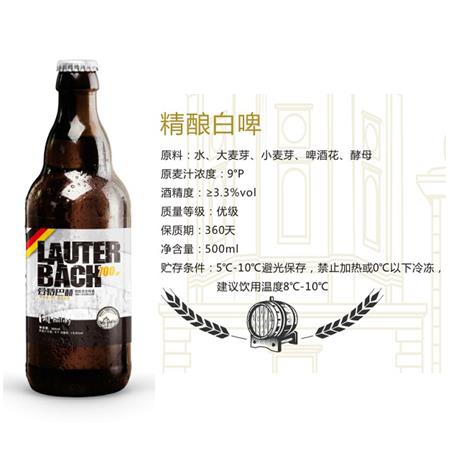 LAUTER
BACH
100
精酿白啤
原料：水、大麦芽、小麦芽、啤酒花、酵母
原麦汁浓度：9°P
酒精度：≥3.3%vol
质量等级：优级
保质期：360天
净含量：500ml
贮存条件：5℃-10℃避光保存，禁止加热或0℃以下冷冻，
建议饮用温度8℃-10℃